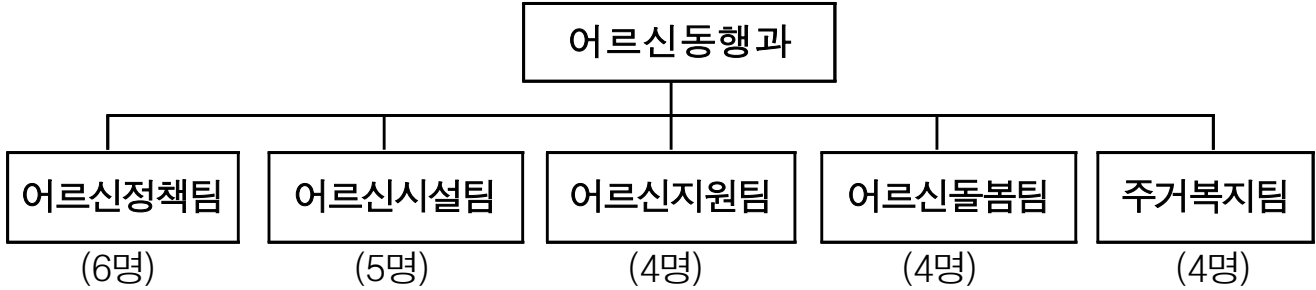 어르신동행과
어르신정책팀 어르신시설팀 어르신지원팀 어르신돌봄팀 주거복지팀
(6명) (5명) (4명) (4명) (4명)